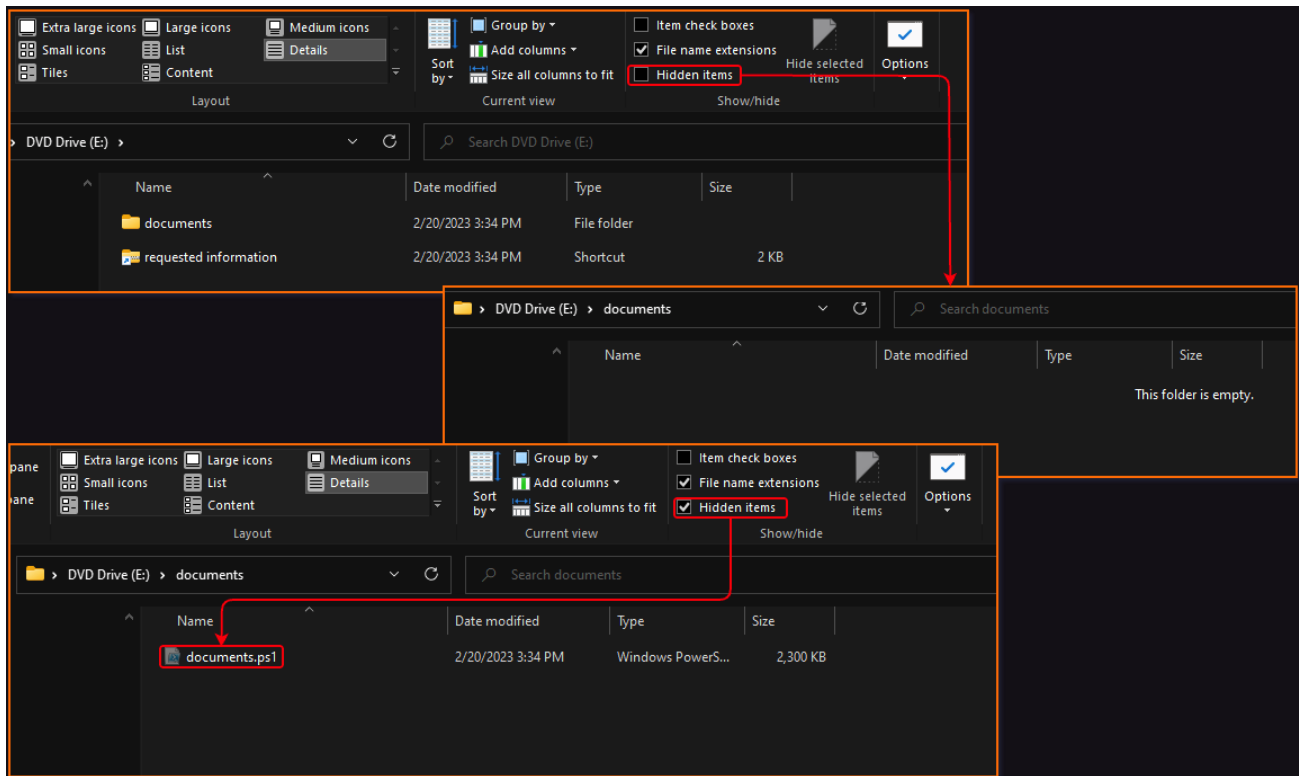 Extra large icons Large icons Medium icons
Small icons List Details
Tiles Content
Layout
Sort by
Group by
Add columns
Size all columns to fit
Current view
Item check boxes
File name extensions
Hidden items
Hide selected items
Show/hide
Options
DVD Drive (E:)
Search DVD Drive (E:)
Name Date modified Type Size
documents 2/20/2023 3:34 PM File folder
requested information 2/20/2023 3:34 PM Shortcut 2 KB
DVD Drive (E:) documents
Search documents
Name Date modified Type Size
This folder is empty.
pane
ane
Extra large icons Large icons Medium icons
Small icons List Details
Tiles Content
Layout
Sort by
Group by
Add columns
Size all columns to fit
Current view
Item check boxes
File name extensions
Hidden items
Hide selected items
Show/hide
Options
DVD Drive (E:) documents
Search documents
Name Date modified Type Size
documents.ps1 2/20/2023 3:34 PM Windows PowerS... 2,300 KB